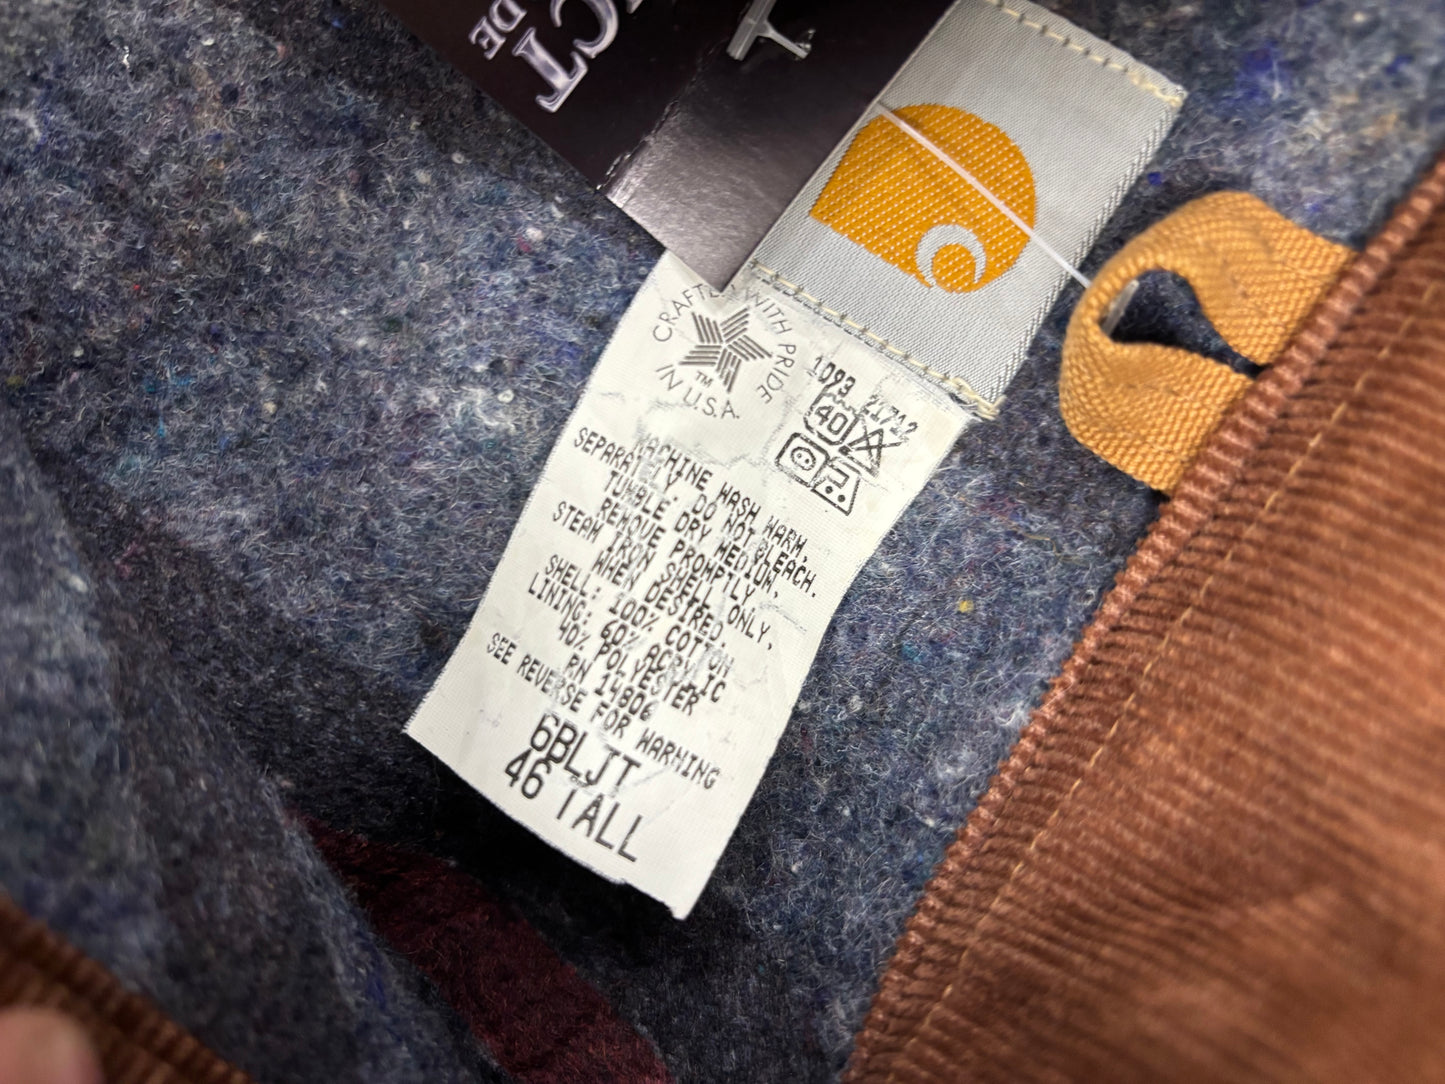 CT
DE
CRAFTED WITH PRIDE
TM
IN U.S.A.
1093 21712
40
MACHINE WASH WARM,
SEPARATELY. DO NOT BLEACH.
TUMBLE DRY MEDIUM,
REMOVE PROMPTLY
STEAM IRON SHELL ONLY,
WHEN DESIRED
SHELL: 100% COTTON
LINING: 60% ACRYLIC
40% POLYESTER
RN 14806
SEE REVERSE FOR WARNING
6BLJT
46 TALL